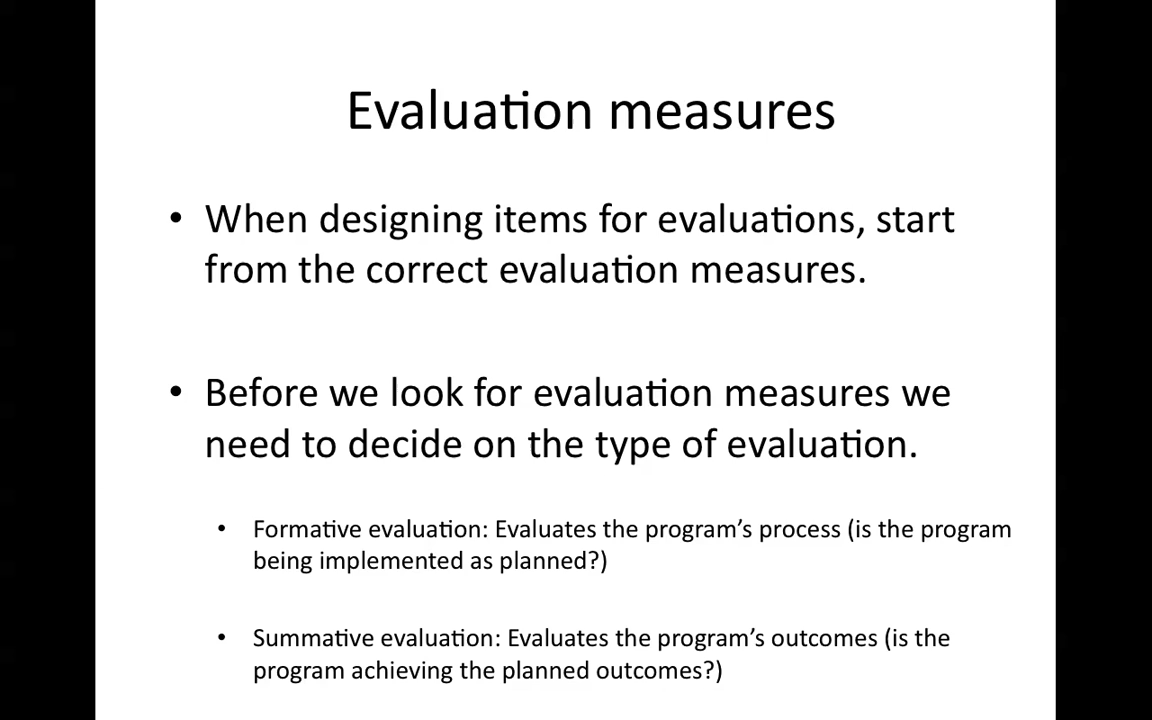 Evaluation measures
• When designing items for evaluations, start
from the correct evaluation measures.
• Before we look for evaluation measures we
need to decide on the type of evaluation.
• Formative evaluation: Evaluates the program’s process (is the program
being implemented as planned?)
• Summative evaluation: Evaluates the program’s outcomes (is the
program achieving the planned outcomes?)